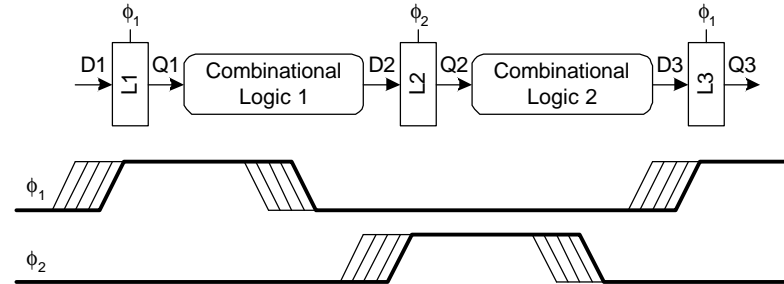 ϕ1 ϕ2 ϕ1
D1 L1 Q1 Combinational Logic 1 D2 L2 Q2 Combinational Logic 2 D3 L3 Q3
ϕ1
ϕ2